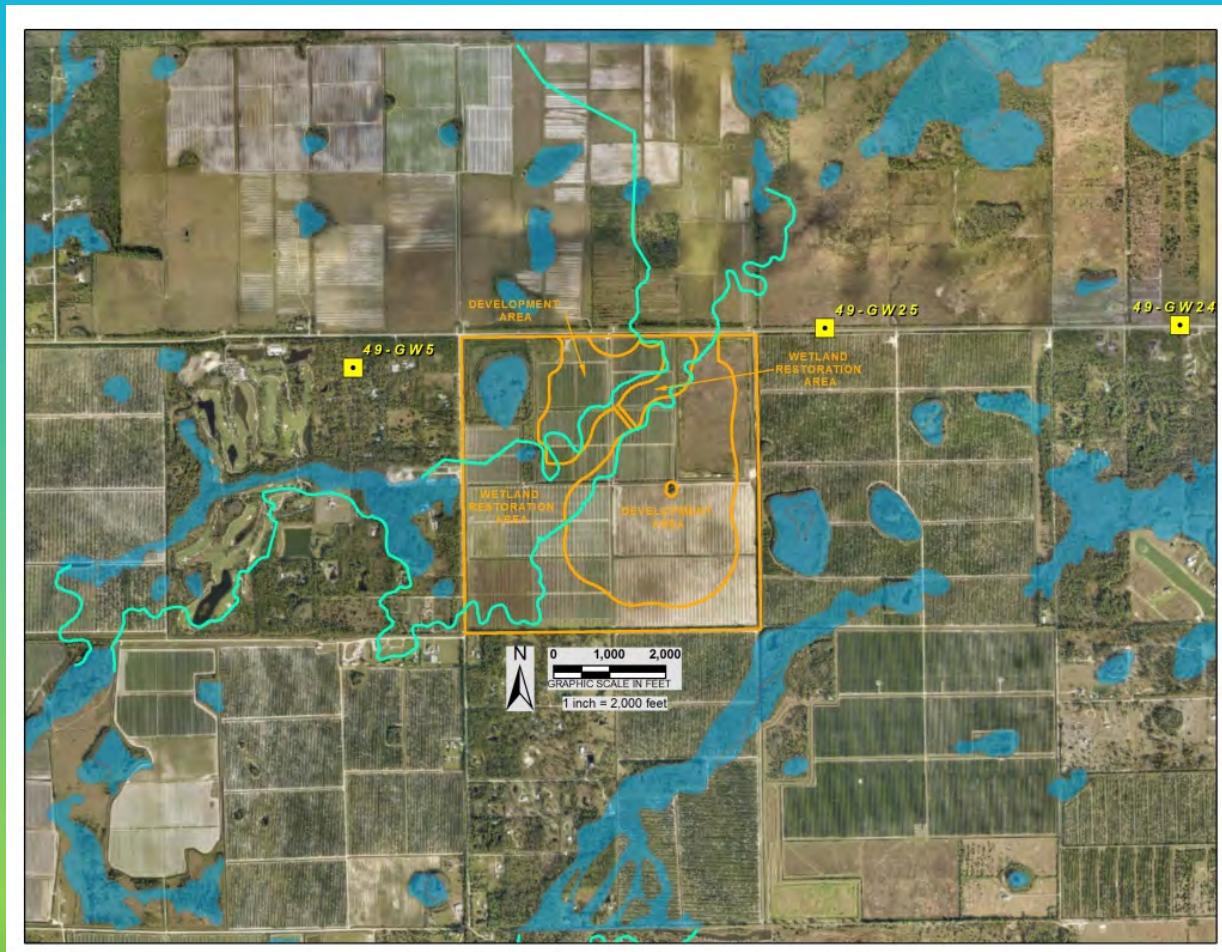 DEVELOPMENT
AREA
49-GW25
49-GW24
49-GW5
WETLAND
RESTORATION
AREA
WETLAND
RESTORATION
AREA
DEVELOPMENT
AREA
N
0 1,000 2,000
GRAPHIC SCALE IN FEET
1 inch = 2,000 feet